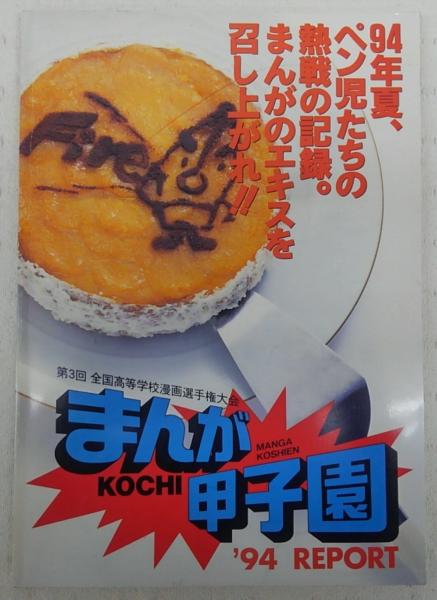 94年夏、
ペン児たちの
熱戦の記録。
まんがのエキスを
召し上がれ!!
Fire
第3回 全国高等学校漫画選手権大会
まんが
MANGA
KOSHIEN
KOCHI
甲子園
'94 REPORT